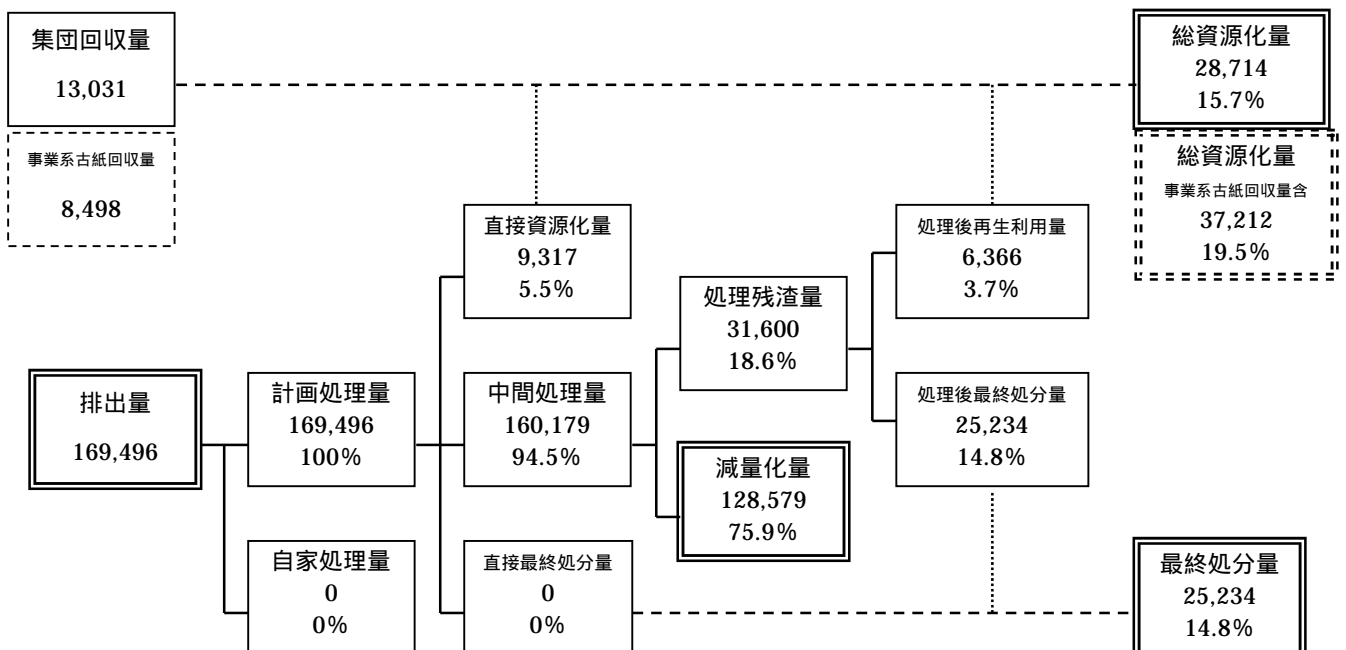 集団回収量
13,031
事業系古紙回収量
8,498
総資源化量
28,714
15.7%
総資源化量
事業系古紙回収量含
37,212
19.5%
直接資源化量
9,317
5.5%
処理後再生利用量
6,366
3.7%
処理残渣量
31,600
18.6%
排出量
169,496
計画処理量
169,496
100%
中間処理量
160,179
94.5%
処理後最終処分量
25,234
14.8%
減量化量
128,579
75.9%
自家処理量
0
0%
直接最終処分量
0
0%
最終処分量
25,234
14.8%